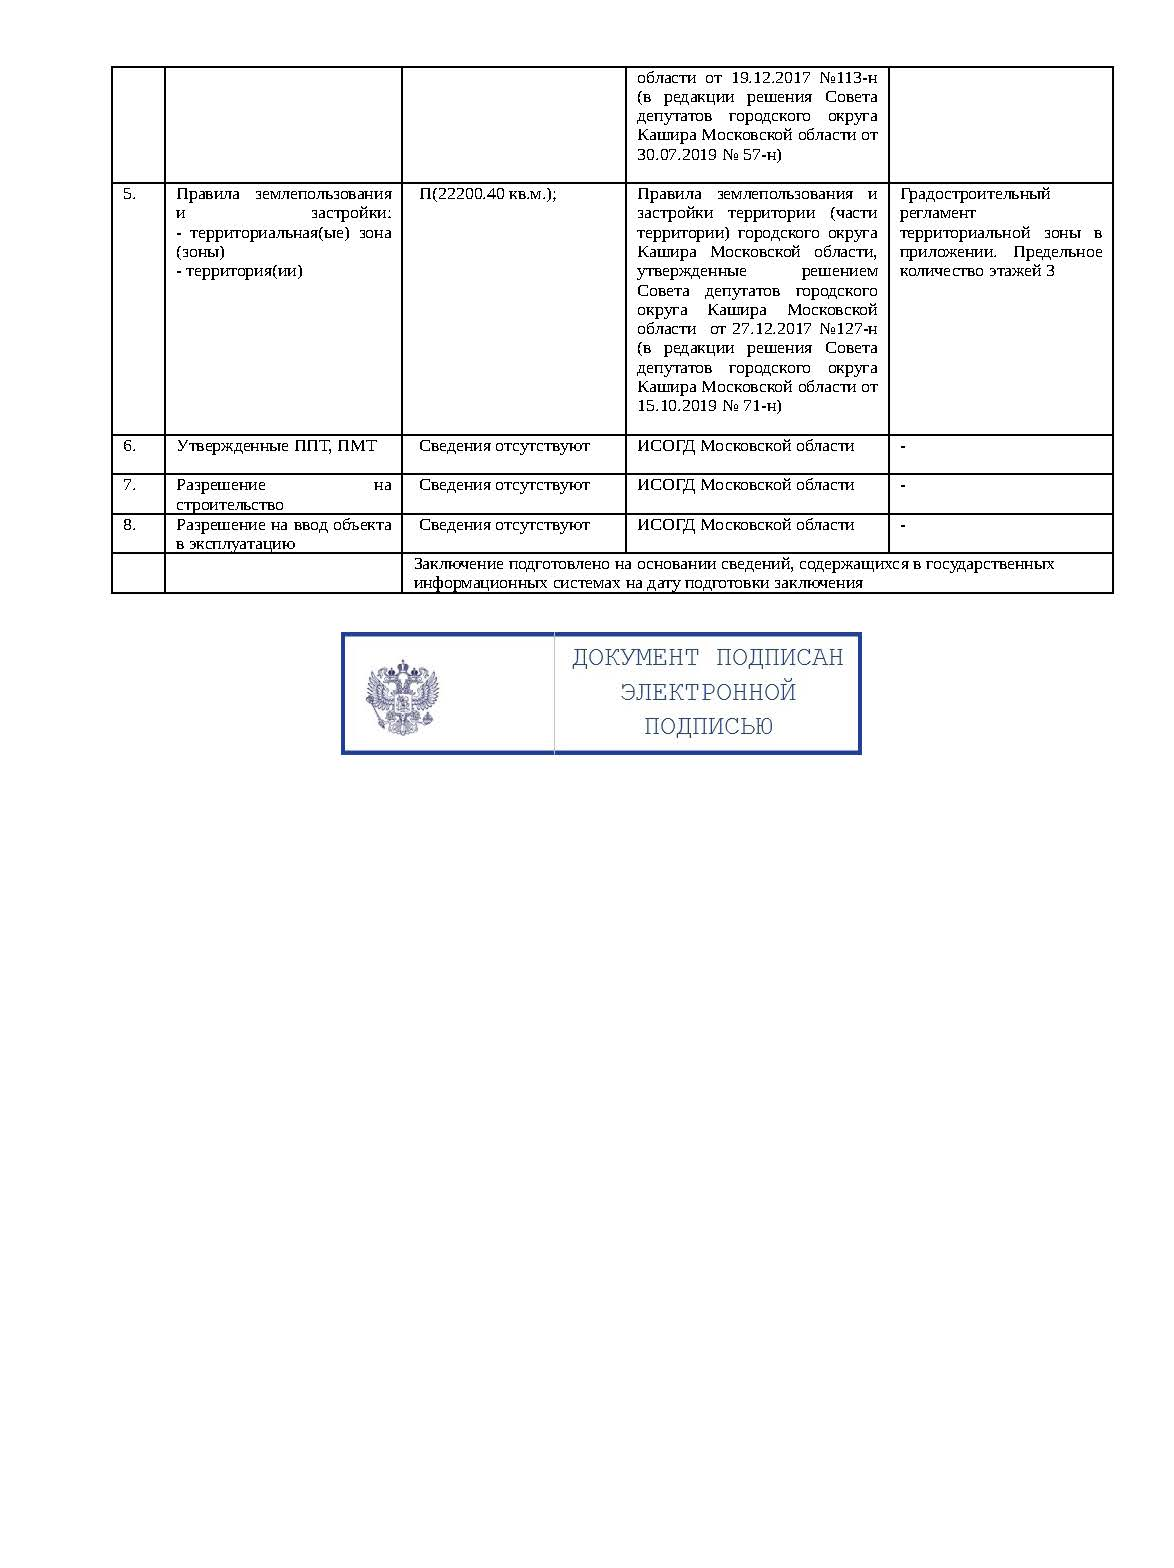 области от 19.12.2017 №113-н
(в редакции решения Совета
депутатов городского округа
Кашира Московской области от
30.07.2019 № 57-н)
5.
Правила землепользования
и застройки:
- территориальная(ые) зона
(зоны)
- территория(ии)
П(22200.40 кв.м.);
Правила землепользования и
застройки территории (части
территории) городского округа
Кашира Московской области,
утвержденные решением
Совета депутатов городского
округа Кашира Московской
области от 27.12.2017 №127-н
(в редакции решения Совета
депутатов городского округа
Кашира Московской области от
15.10.2019 № 71-н)
Градостроительный
регламент
территориальной зоны в
приложении. Предельное
количество этажей 3
6.
Утвержденные ППТ, ПМТ
Сведения отсутствуют
ИСОГД Московской области
-
7.
Разрешение на
строительство
Сведения отсутствуют
ИСОГД Московской области
-
8.
Разрешение на ввод объекта
в эксплуатацию
Сведения отсутствуют
ИСОГД Московской области
-
Заключение подготовлено на основании сведений, содержащихся в государственных
информационных системах на дату подготовки заключения
ДОКУМЕНТ ПОДПИСАН
ЭЛЕКТРОННОЙ
ПОДПИСЬЮ